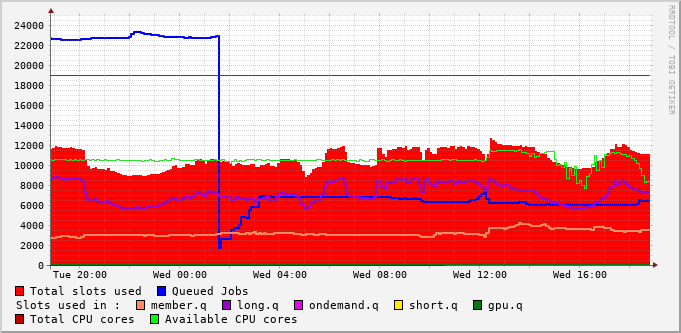 24000
22000
20000
18000
16000
14000
12000
10000
8000
6000
4000
2000
0
Tue 20:00 Wed 00:00 Wed 04:00 Wed 08:00 Wed 12:00 Wed 16:00
Total slots used Queued Jobs
Slots used in : member.q long.q ondemand.q short.q gpu.q
Total CPU cores Available CPU cores
RRDTOOL / TOBI OETIKER